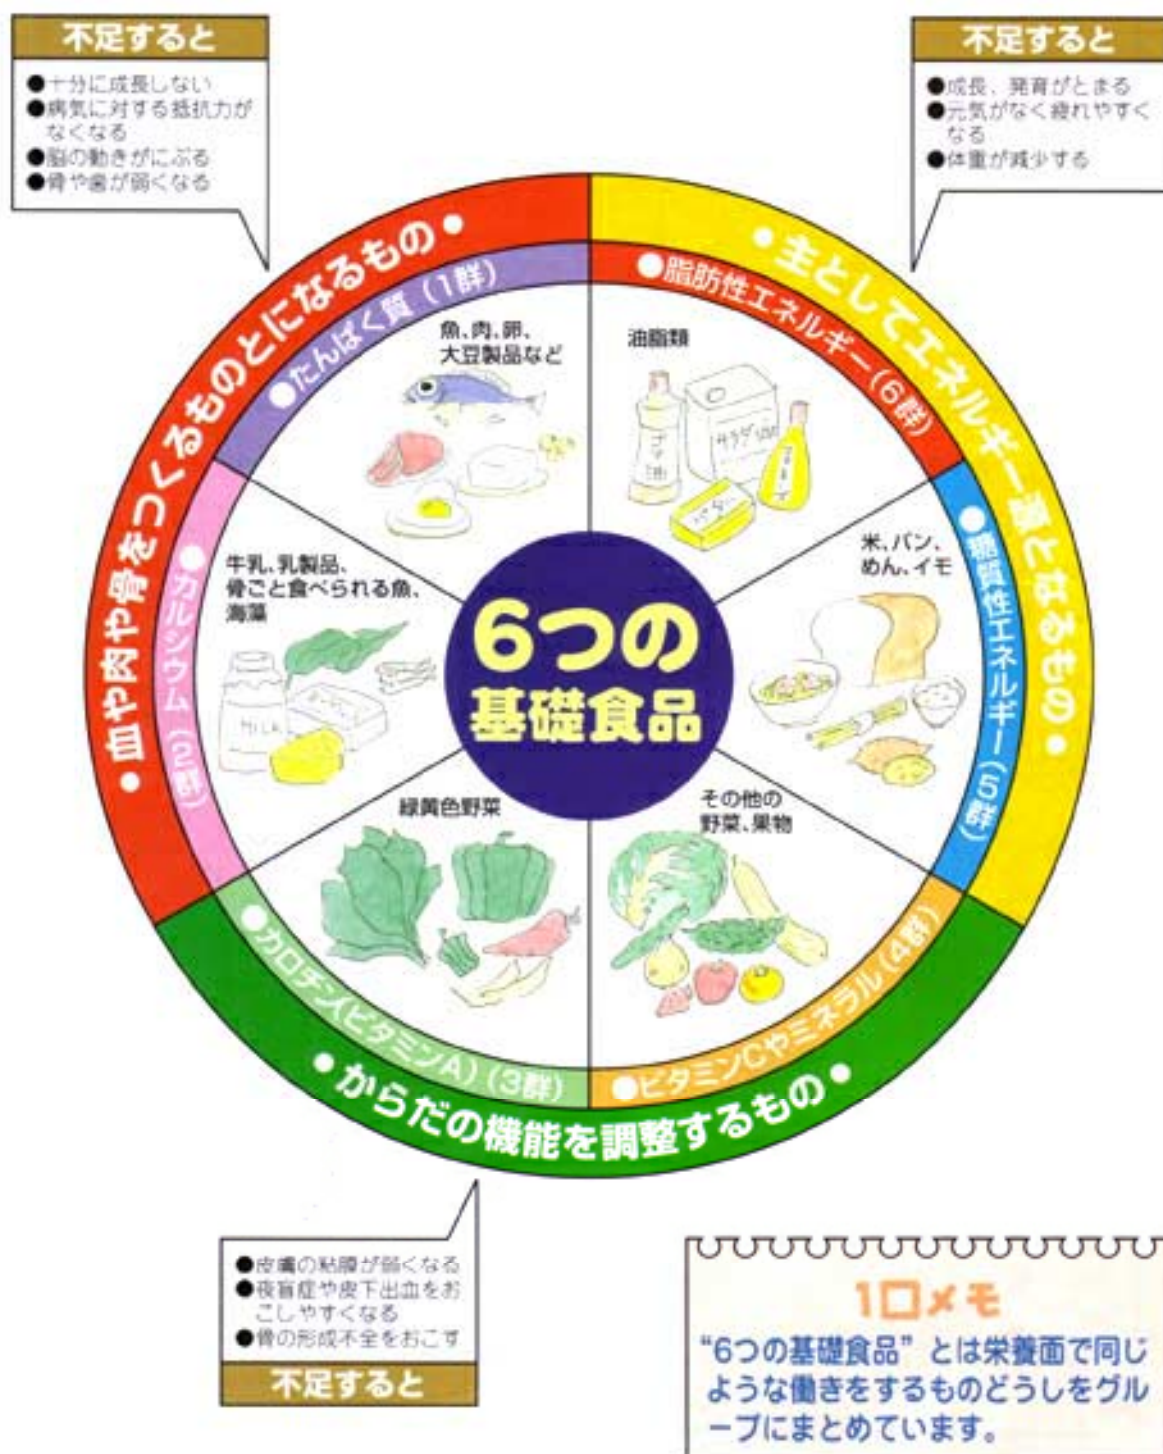 不足すると
●十分に成長しない
●病気に対する抵抗力が
なくなる
●脳の動きがにぶる
●骨や歯が弱くなる
不足すると
●成長、発育がとまる
●元気がなく疲れやすく
なる
●体重が減少する
●血や肉や骨をつくるものとになるもの●
●主としてエネルギー源となるもの●
●たんぱく質(1群)
魚、肉、卵、
大豆製品など
●脂肪性エネルギー(6群)
油脂類
ゴマ油
サラダ
バター
●カルシウム(2群)
牛乳、乳製品、
骨ごと食べられる魚、
海藻
MILK
●糖質性エネルギー(5群)
米、パン、
めん、イモ
6つの
基礎食品
緑黄色野菜
●カロチン(ビタミンA)(3群)
その他の
野菜、果物
●ビタミンCやミネラル(4群)
●からだの機能を調整するもの●
●皮膚の粘膜が弱くなる
●夜盲症や皮下出血をお
こしやすくなる
●骨の形成不全をおこす
不足すると
1口メモ
“6つの基礎食品”とは栄養面で同じ
ような働きをするものどうしをグル
ープにまとめています。